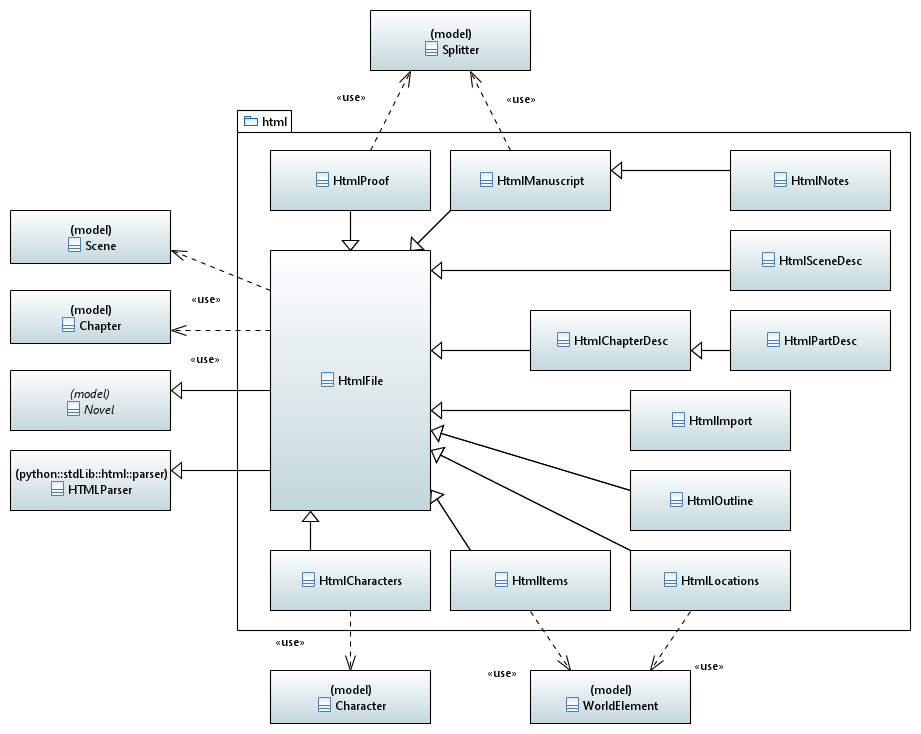 (model)
Splitter
«use»
«use»
html
HtmlProof
HtmlManuscript
HtmlNotes
(model)
Scene
HtmlSceneDesc
«use»
(model)
Chapter
HtmlChapterDesc
HtmlPartDesc
«use»
HtmlFile
(model)
Novel
HtmlImport
(python::stdLib::html::parser)
HTMLParser
HtmlOutline
HtmlCharacters
HtmlItems
HtmlLocations
«use»
«use»
«use»
(model)
Character
(model)
WorldElement